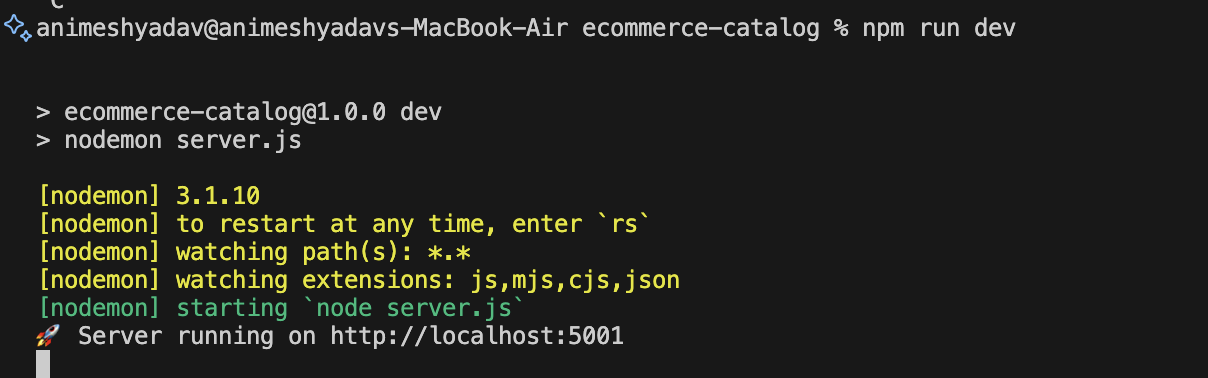 C
animeshyadav@animeshyadavs-MacBook-Air ecommerce-catalog % npm run dev
> ecommerce-catalog@1.0.0 dev
> nodemon server.js
[nodemon] 3.1.10
[nodemon] to restart at any time, enter `rs`
[nodemon] watching path(s): *.*
[nodemon] watching extensions: js,mjs,cjs,json
[nodemon] starting `node server.js`
🚀 Server running on http://localhost:5001